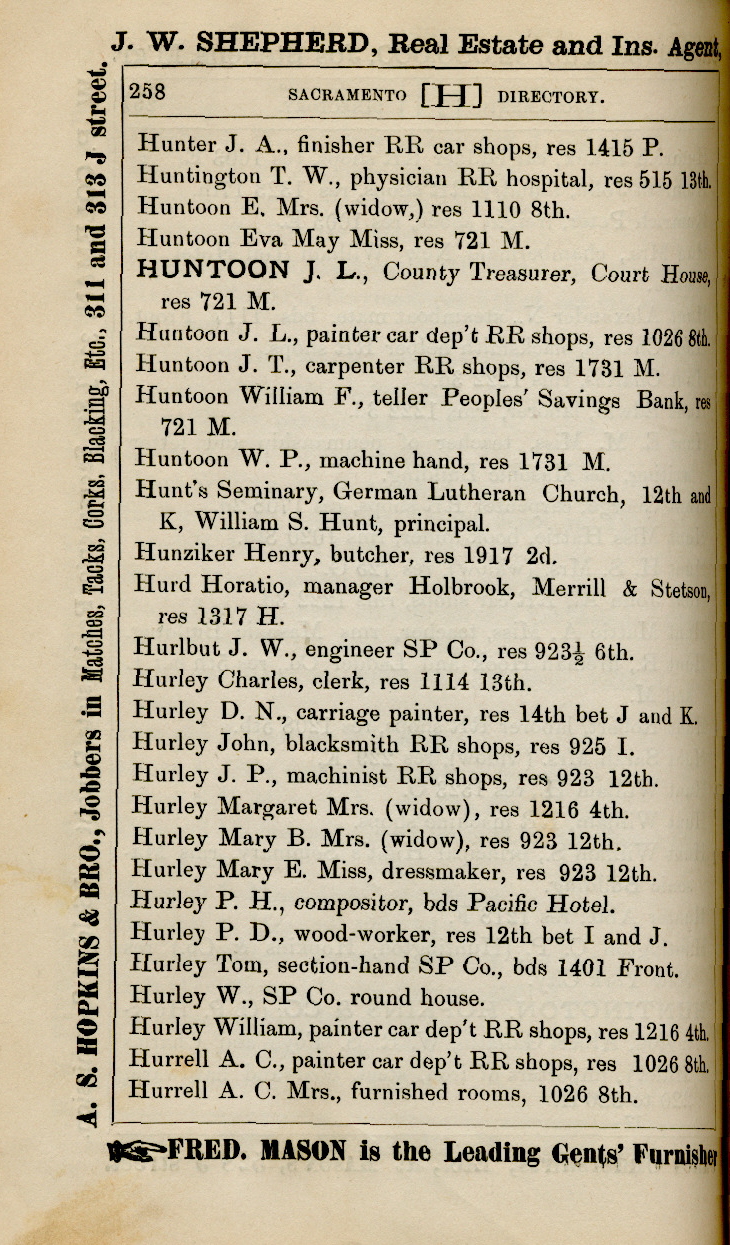 J. W. SHEPHERD, Real Estate and Ins. Agent,
258 SACRAMENTO [H] DIRECTORY.
Hunter J. A., finisher RR car shops, res 1415 P.
Huntington T. W., physician RR hospital, res 515 13th.
Huntoon E. Mrs. (widow,) res 1110 8th.
Huntoon Eva May Miss, res 721 M.
HUNTOON J. L., County Treasurer, Court House,
res 721 M.
Huntoon J. L., painter car dep't RR shops, res 1026 8th.
Huntoon J. T., carpenter RR shops, res 1731 M.
Huntoon William F., teller Peoples' Savings Bank, res
721 M.
Huntoon W. P., machine hand, res 1731 M.
Hunt's Seminary, German Lutheran Church, 12th and
K, William S. Hunt, principal.
Hunziker Henry, butcher, res 1917 2d.
Hurd Horatio, manager Holbrook, Merrill & Stetson,
res 1317 H.
Hurlbut J. W., engineer SP Co., res 923½ 6th.
Hurley Charles, clerk, res 1114 13th.
Hurley D. N., carriage painter, res 14th bet J and K.
Hurley John, blacksmith RR shops, res 925 I.
Hurley J. P., machinist RR shops, res 923 12th.
Hurley Margaret Mrs. (widow), res 1216 4th.
Hurley Mary B. Mrs. (widow), res 923 12th.
Hurley Mary E. Miss, dressmaker, res 923 12th.
Hurley P. H., compositor, bds Pacific Hotel.
Hurley P. D., wood-worker, res 12th bet I and J.
Hurley Tom, section-hand SP Co., bds 1401 Front.
Hurley W., SP Co. round house.
Hurley William, painter car dep't RR shops, res 1216 4th.
Hurrell A. C., painter car dep't RR shops, res 1026 8th.
Hurrell A. C. Mrs., furnished rooms, 1026 8th.
FRED. MASON is the Leading Gents' Furnisher
A. S. HOPKINS & BRO., Jobbers in Matches, Tacks, Corks, Blacking, Etc., 311 and 313 J street.